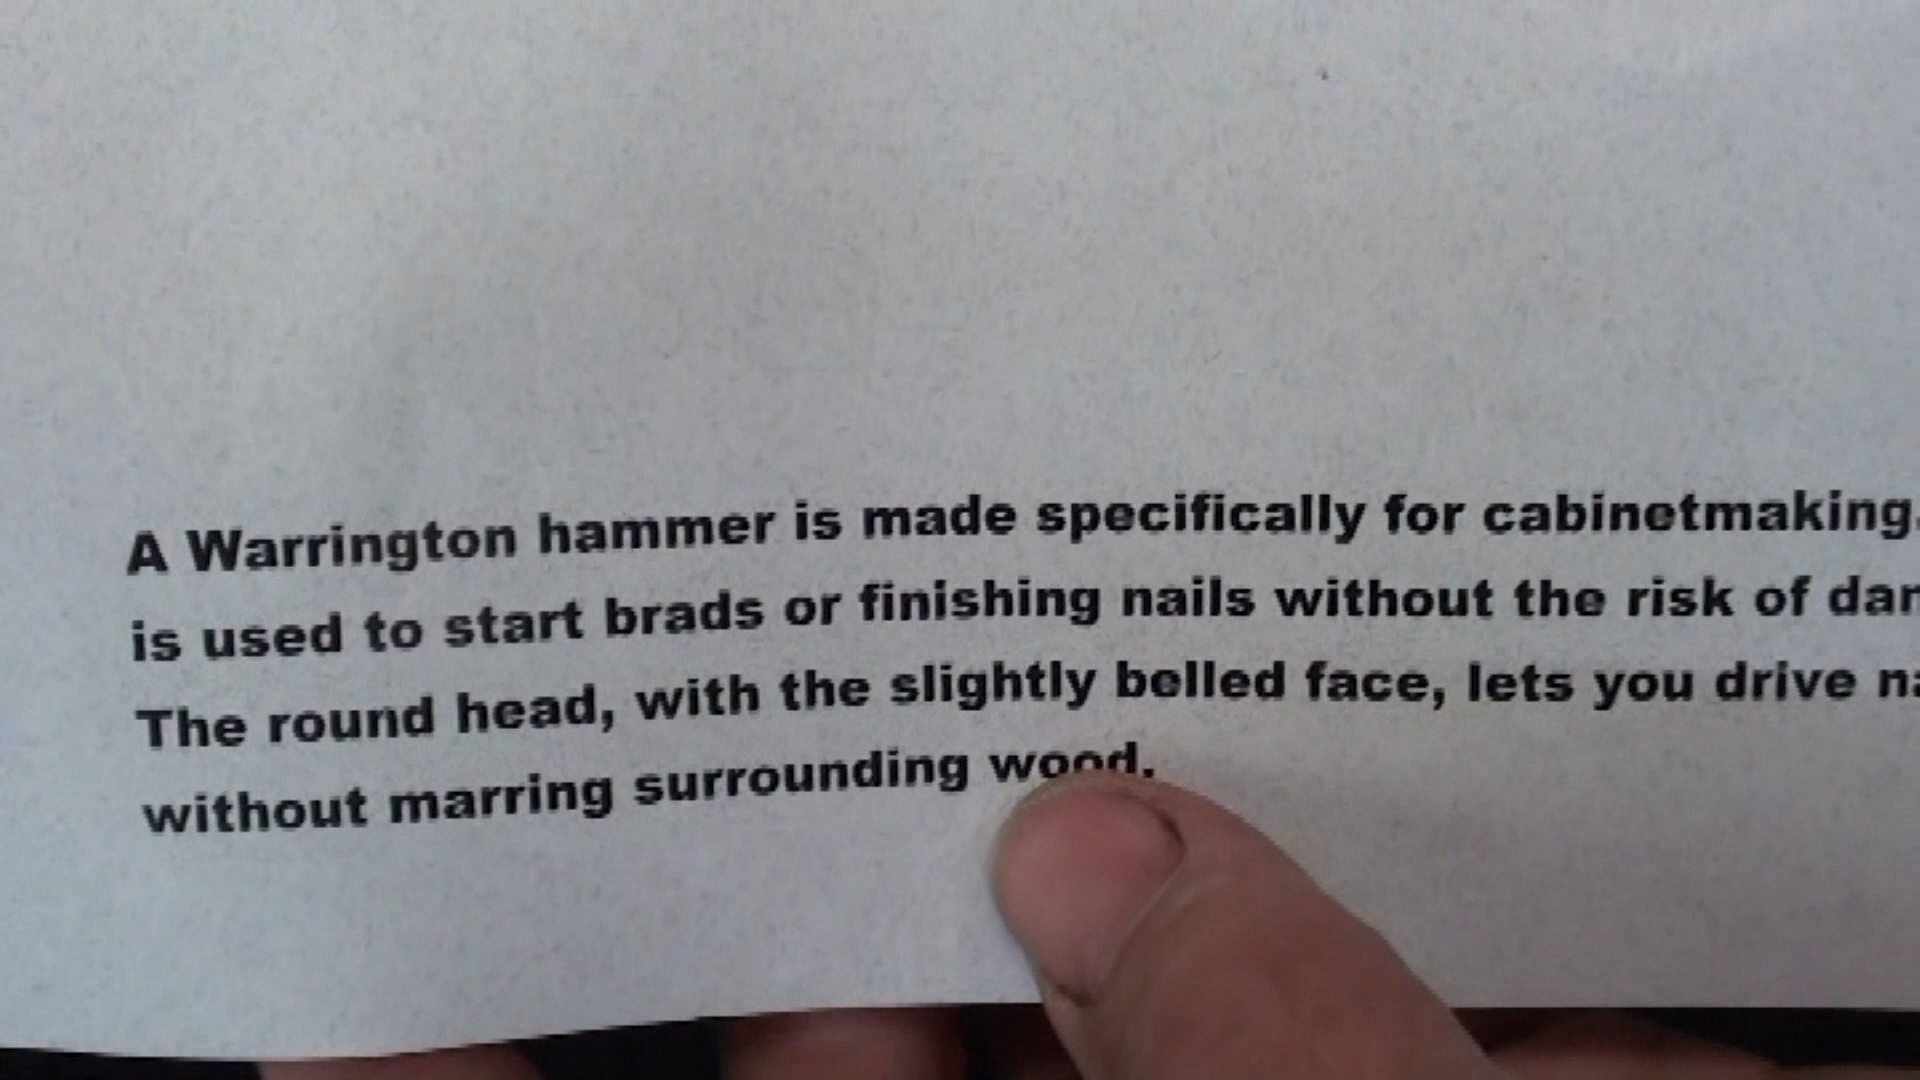 A Warrington hammer is made specifically for cabinetmaking.
is used to start brads or finishing nails without the risk of
The round head, with the slightly belled face, lets you drive
without marring surrounding wood.